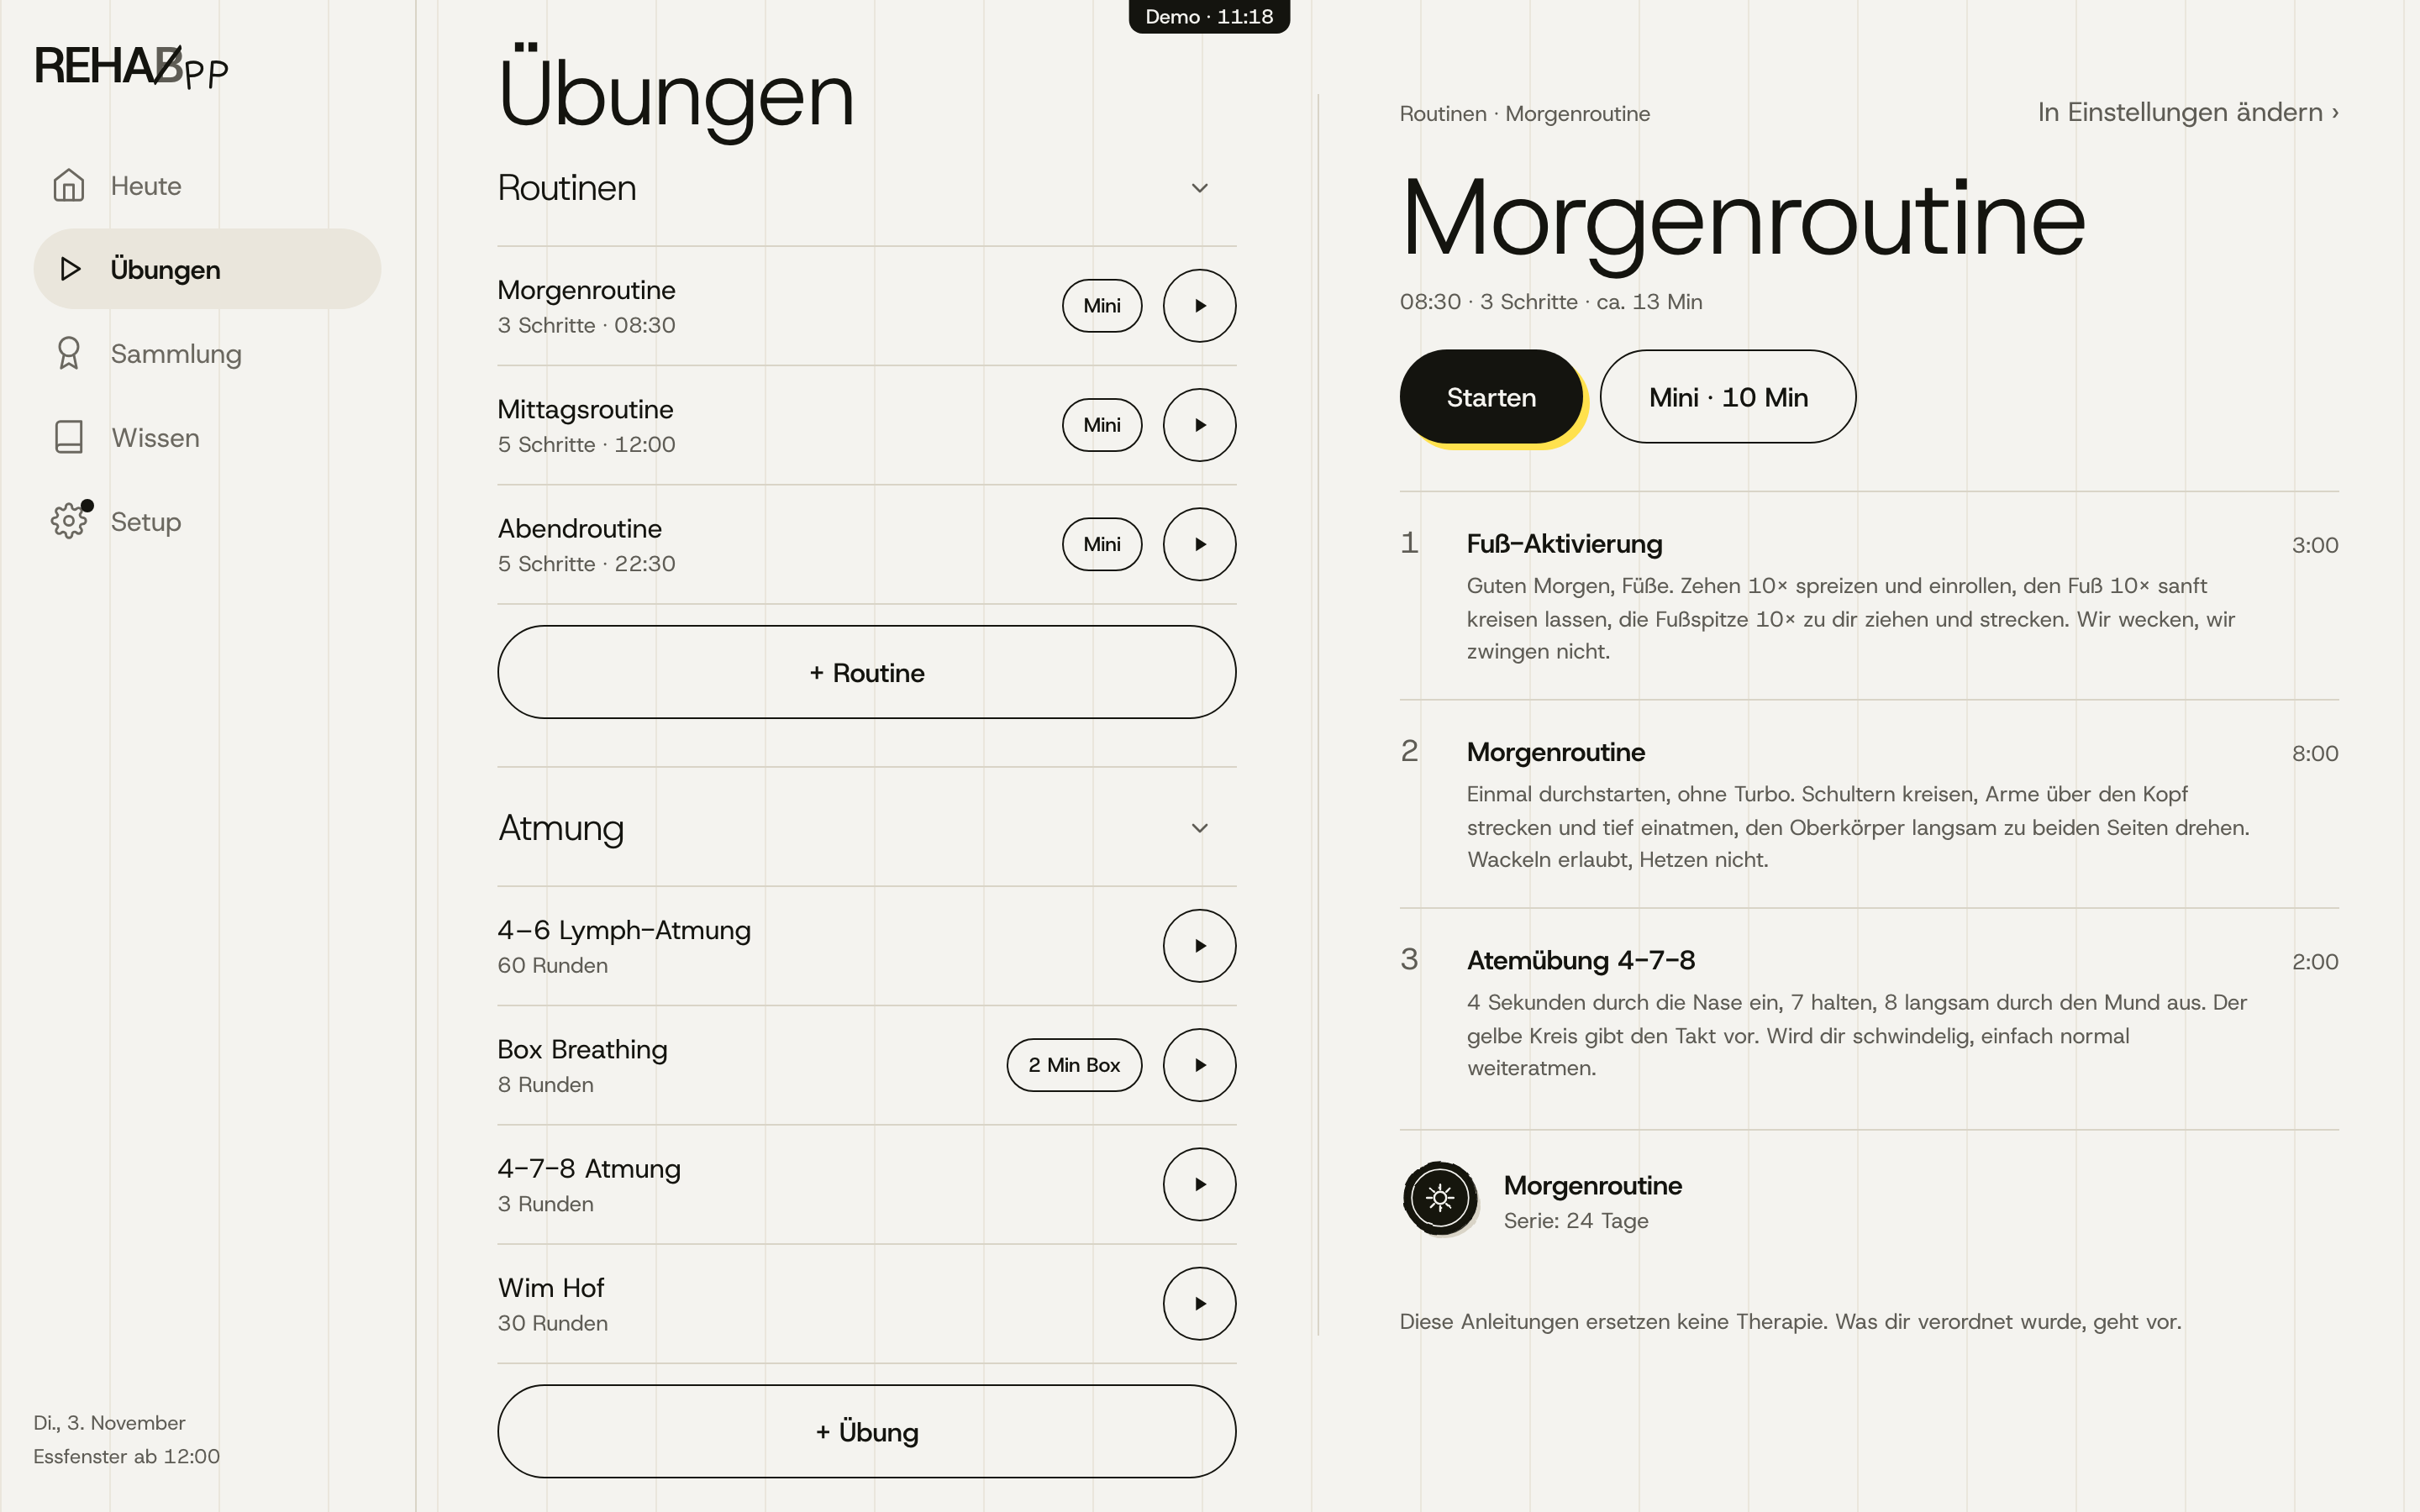 Demo · 11:18
REHABPP
Heute
Übungen
Sammlung
Wissen
Setup
Di., 3. November
Essfenster ab 12:00
Übungen
Routinen
Morgenroutine
3 Schritte · 08:30
Mini
Mittagsroutine
5 Schritte · 12:00
Mini
Abendroutine
5 Schritte · 22:30
Mini
+ Routine
Atmung
4–6 Lymph-Atmung
60 Runden
Box Breathing
8 Runden
2 Min Box
4-7-8 Atmung
3 Runden
Wim Hof
30 Runden
+ Übung
Routinen · Morgenroutine
In Einstellungen ändern ›
Morgenroutine
08:30 · 3 Schritte · ca. 13 Min
Starten
Mini · 10 Min
1 Fuß-Aktivierung 3:00
Guten Morgen, Füße. Zehen 10× spreizen und einrollen, den Fuß 10× sanft
kreisen lassen, die Fußspitze 10× zu dir ziehen und strecken. Wir wecken, wir
zwingen nicht.
2 Morgenroutine 8:00
Einmal durchstarten, ohne Turbo. Schultern kreisen, Arme über den Kopf
strecken und tief einatmen, den Oberkörper langsam zu beiden Seiten drehen.
Wackeln erlaubt, Hetzen nicht.
3 Atemübung 4-7-8 2:00
4 Sekunden durch die Nase ein, 7 halten, 8 langsam durch den Mund aus. Der
gelbe Kreis gibt den Takt vor. Wird dir schwindelig, einfach normal
weiteratmen.
Morgenroutine
Serie: 24 Tage
Diese Anleitungen ersetzen keine Therapie. Was dir verordnet wurde, geht vor.